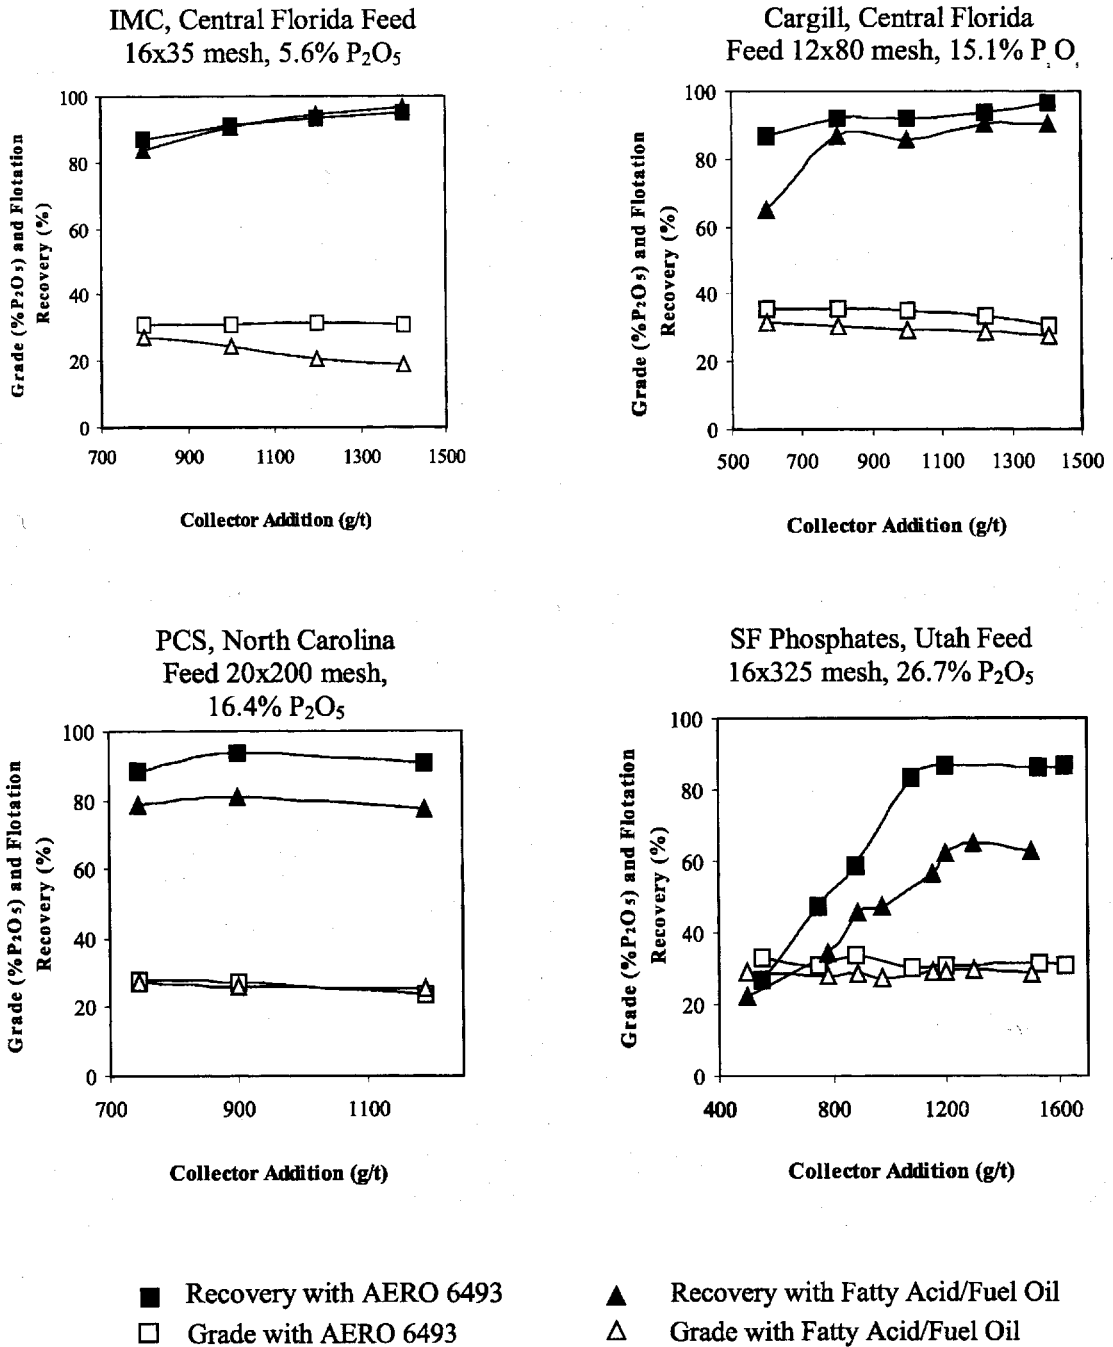 IMC, Central Florida Feed
16x35 mesh, 5.6% P₂O₅
100
80
60
40
20
0
700 900 1100 1300 1500
Grade (%P₂O₅) and Flotation
Recovery (%)
Collector Addition (g/t)
Cargill, Central Florida
Feed 12x80 mesh, 15.1% P₂O₅
100
80
60
40
20
0
500 700 900 1100 1300 1500
Grade (%P₂O₅) and Flotation
Recovery (%)
Collector Addition (g/t)
PCS, North Carolina
Feed 20x200 mesh,
16.4% P₂O₅
100
80
60
40
20
0
700 900 1100
Grade (%P₂O₅) and Flotation
Recovery (%)
Collector Addition (g/t)
SF Phosphates, Utah Feed
16x325 mesh, 26.7% P₂O₅
100
80
60
40
20
0
400 800 1200 1600
Grade (%P₂O₅) and Flotation
Recovery (%)
Collector Addition (g/t)
Recovery with AERO 6493
Grade with AERO 6493
Recovery with Fatty Acid/Fuel Oil
Grade with Fatty Acid/Fuel Oil